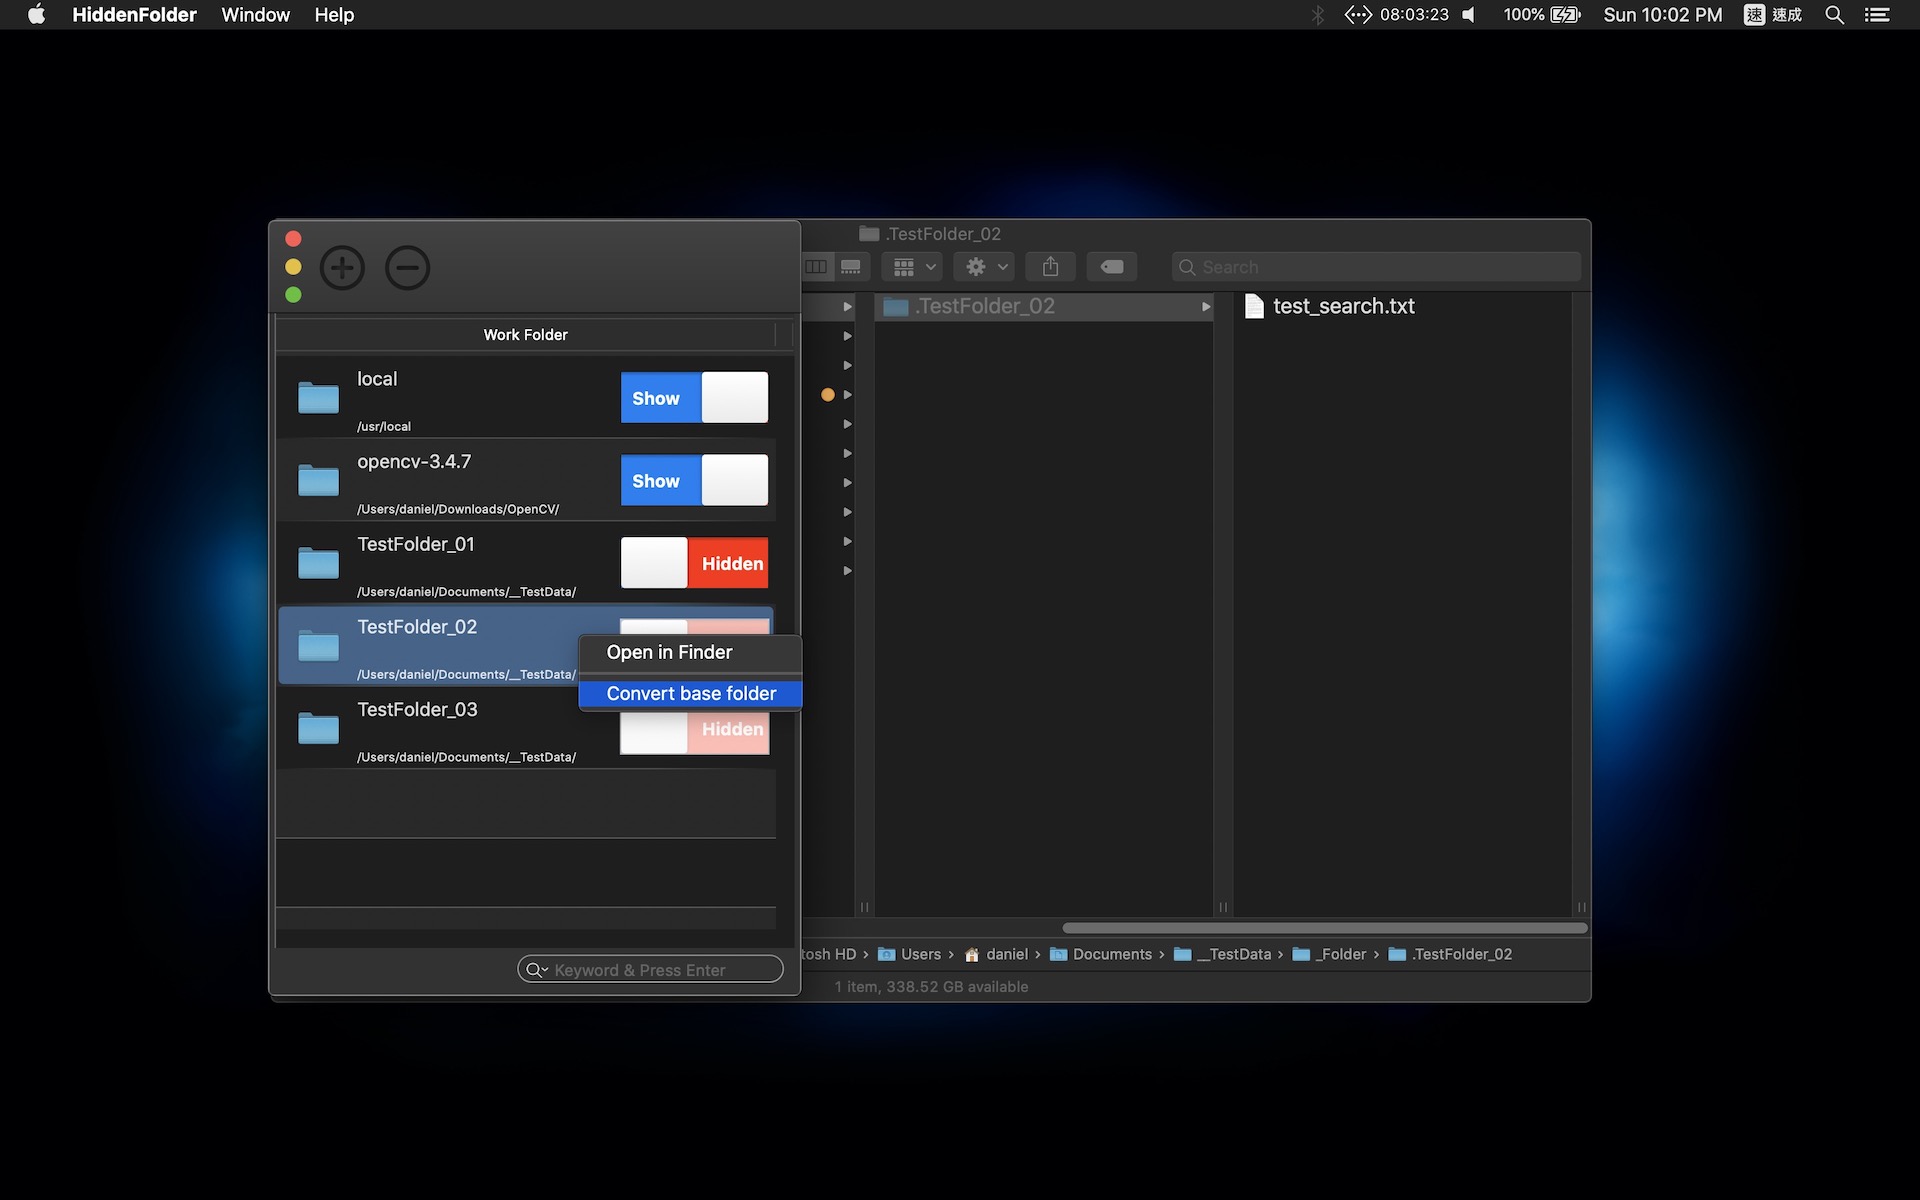 HiddenFolder Window Help 08:03:23 100% Sun 10:02 PM 速 速成
Work Folder
local
Show
/usr/local
opencv-3.4.7
Show
/Users/daniel/Downloads/OpenCV/
TestFolder_01
Hidden
/Users/daniel/Documents/__TestData/
TestFolder_02
/Users/daniel/Documents/__TestData/
Open in Finder
Convert base folder
TestFolder_03
Hidden
/Users/daniel/Documents/__TestData/
Keyword & Press Enter
.TestFolder_02
Search
.TestFolder_02
test_search.txt
tosh HD › Users › daniel › Documents › __TestData › _Folder › .TestFolder_02
1 item, 338.52 GB available